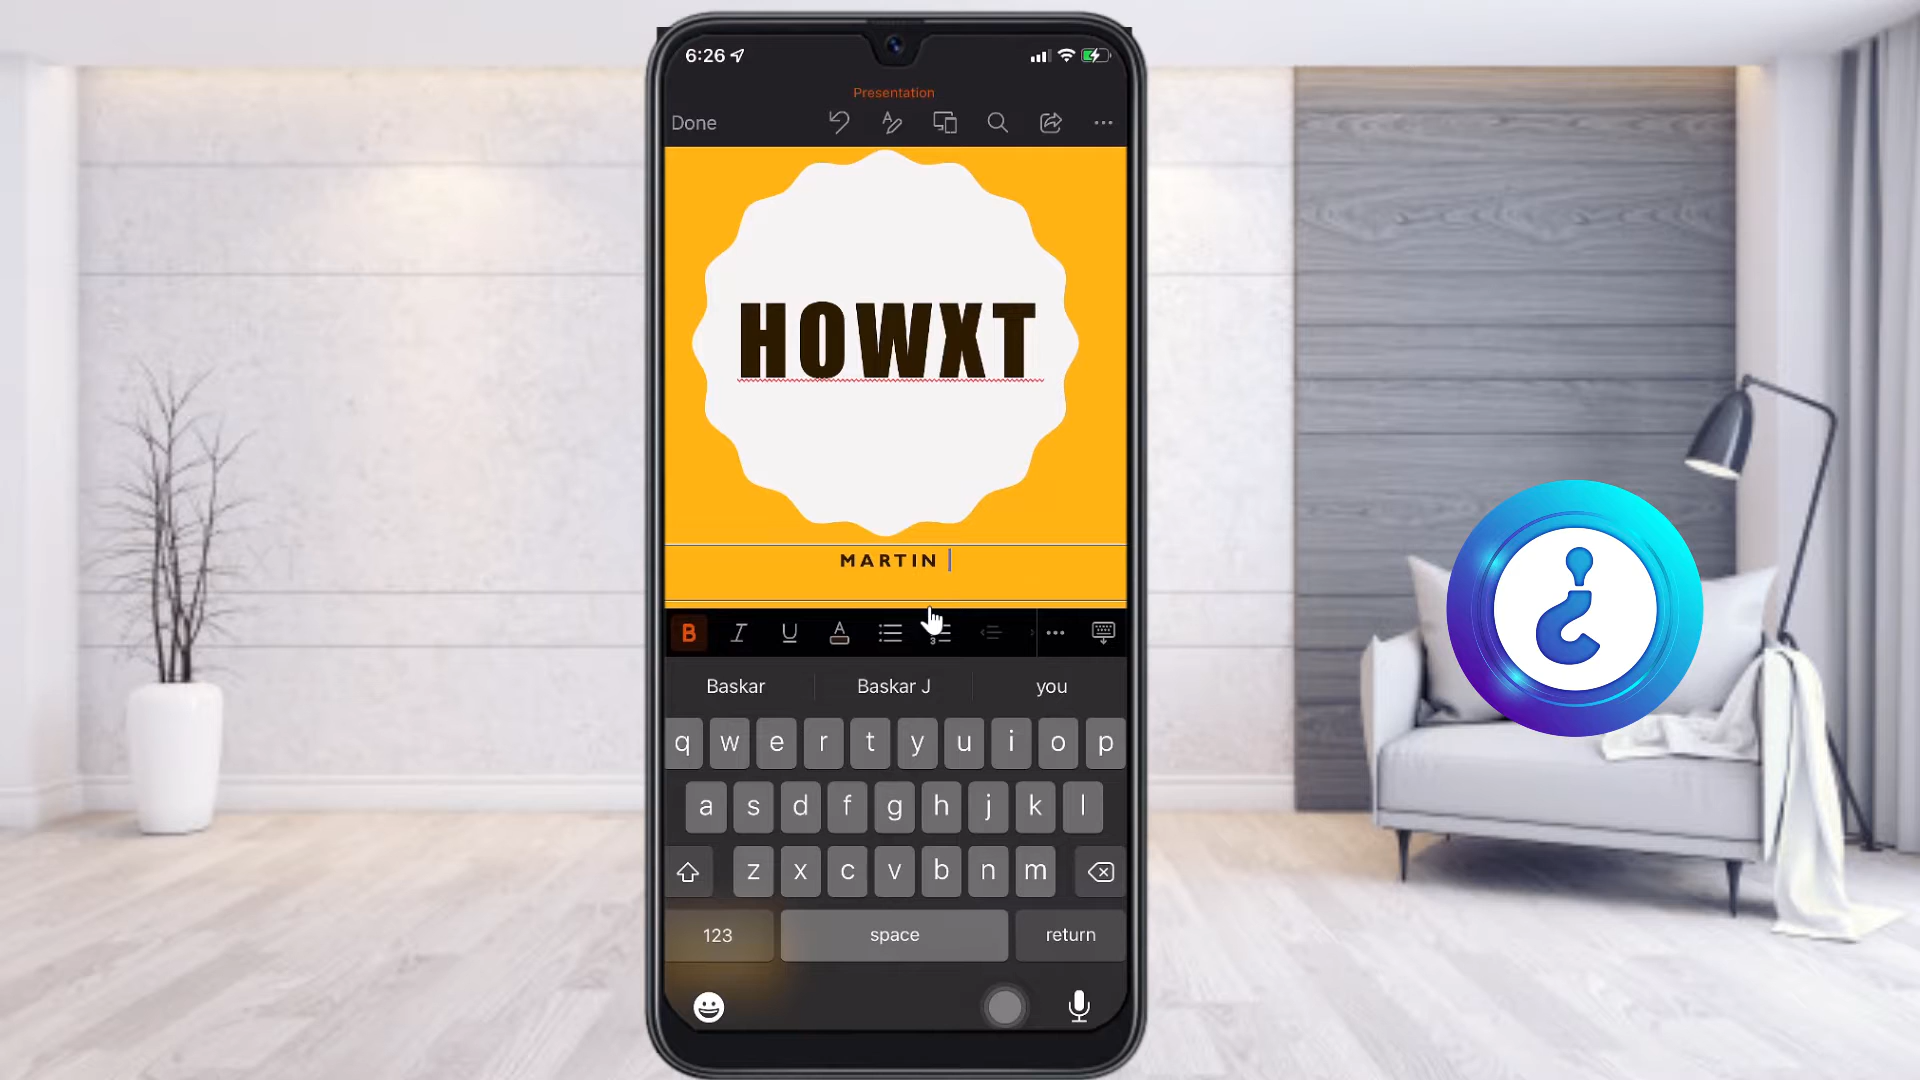 6:26
Presentation
Done
HOWXT
MARTIN
B I U A
Baskar Baskar J you
q w e r t y u i o p
a s d f g h j k l
z x c v b n m
123 space return